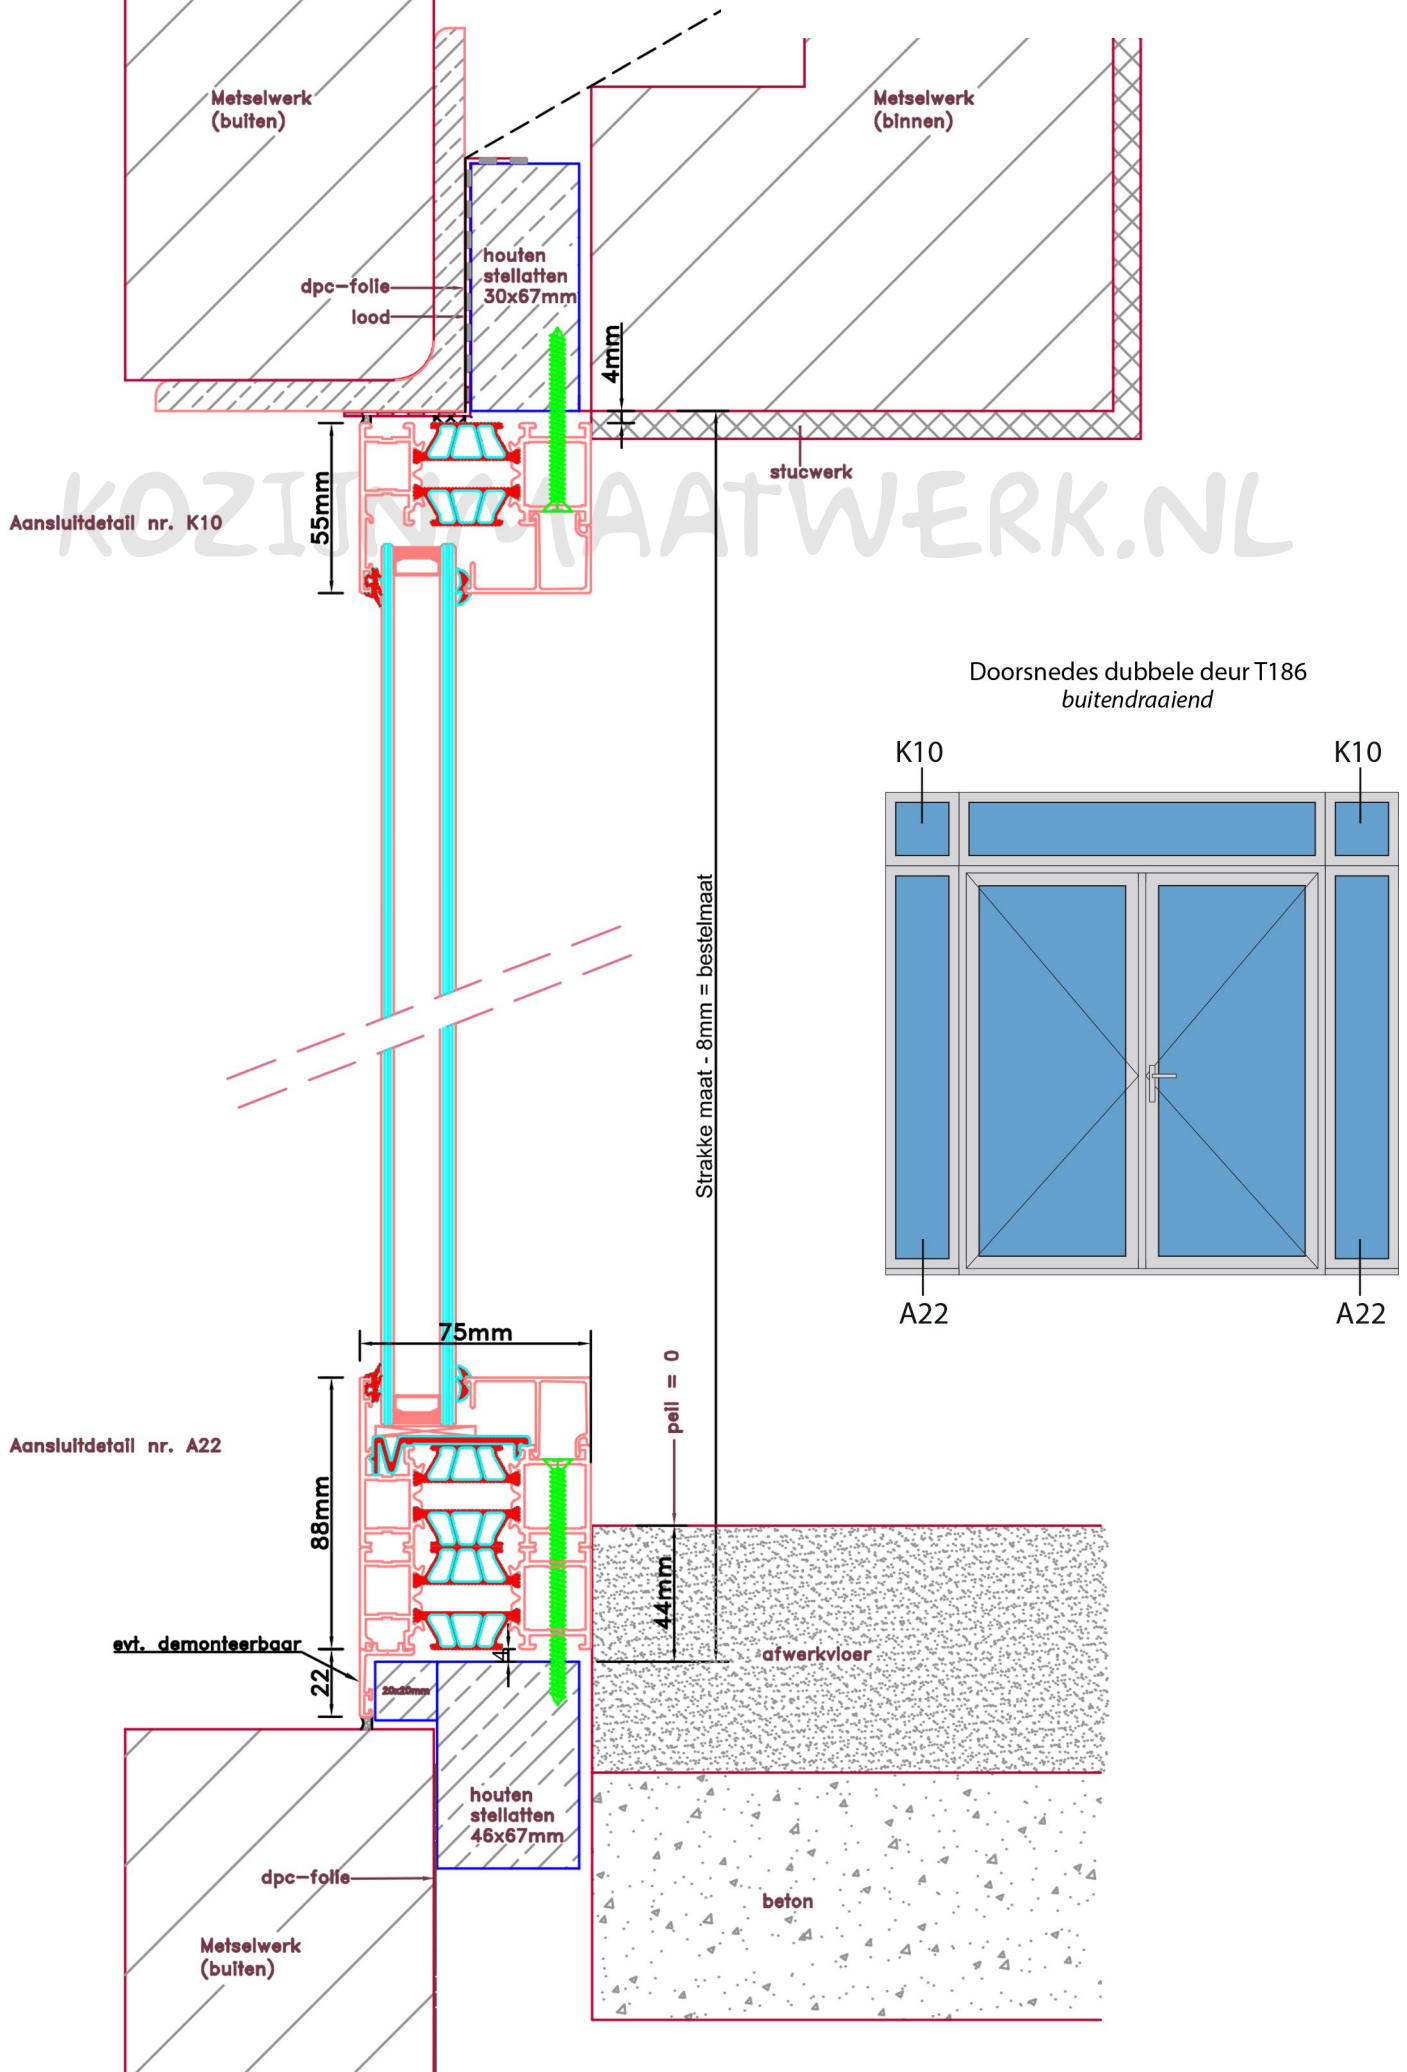 Metselwerk
(buiten)
Metselwerk
(binnen)
houten
stellatten
30x67mm
dpc-folie
lood
4mm
stucwerk
KOZIJNMAATWERK.NL
55mm
Aansluitdetail nr. K10
Doorsnedes dubbele deur T186
buitendraaiend
K10
K10
Strakke maat - 8mm = bestelmaat
A22
A22
75mm
peil = 0
Aansluitdetail nr. A22
88mm
44mm
evt. demonteerbaar
4
afwerkvloer
22
20x20mm
houten
stellatten
46x67mm
dpc-folie
beton
Metselwerk
(buiten)